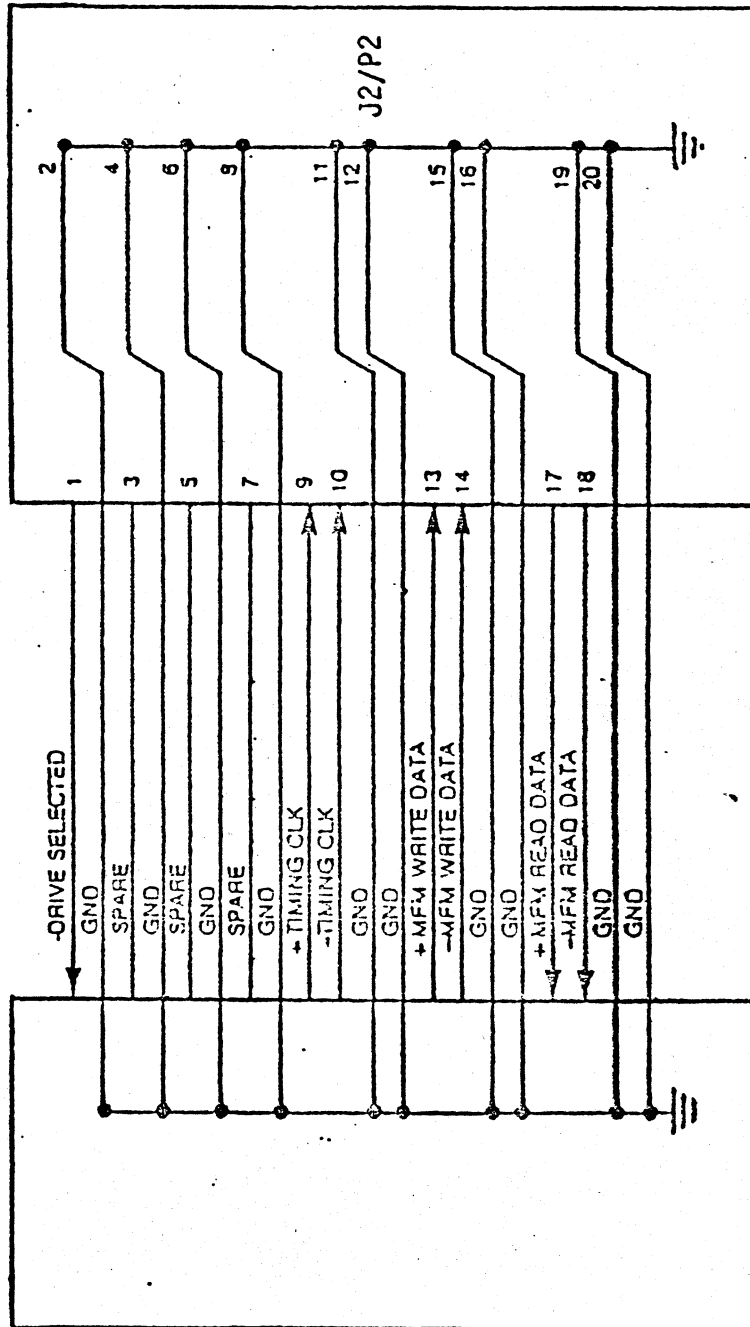 -DRIVE SELECTED 1
GND 2
SPARE 3
GND 4
SPARE 5
GND 6
SPARE 7
GND 8
+TIMING CLK 9
-TIMING CLK 10
GND 11
GND 12
+MFM WRITE DATA 13
-MFM WRITE DATA 14
GND 15
GND 16
+MFM READ DATA 17
-MFM READ DATA 18
GND 19
GND 20
J2/P2